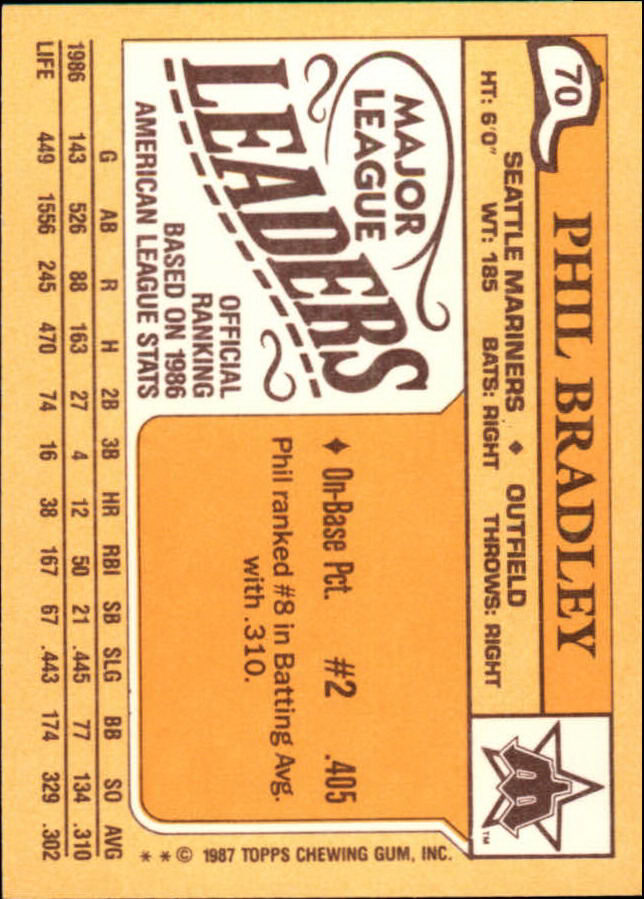 70
PHIL BRADLEY
SEATTLE MARINERS ♦ OUTFIELD
HT: 6'0" WT: 185 BATS: RIGHT THROWS: RIGHT
TM
MAJOR
LEAGUE
LEADERS
OFFICIAL
RANKING
BASED ON 1986
AMERICAN LEAGUE STATS
♦ On-Base Pct. #2 .405
Phil ranked #8 in Batting Avg.
with .310.
* * © 1987 TOPPS CHEWING GUM, INC.
G AB R H 2B 3B HR RBI SB SLG BB SO AVG
1986 143 526 88 163 27 4 12 50 21 .445 77 134 .310
LIFE 449 1556 245 470 74 16 38 167 67 .443 174 329 .302